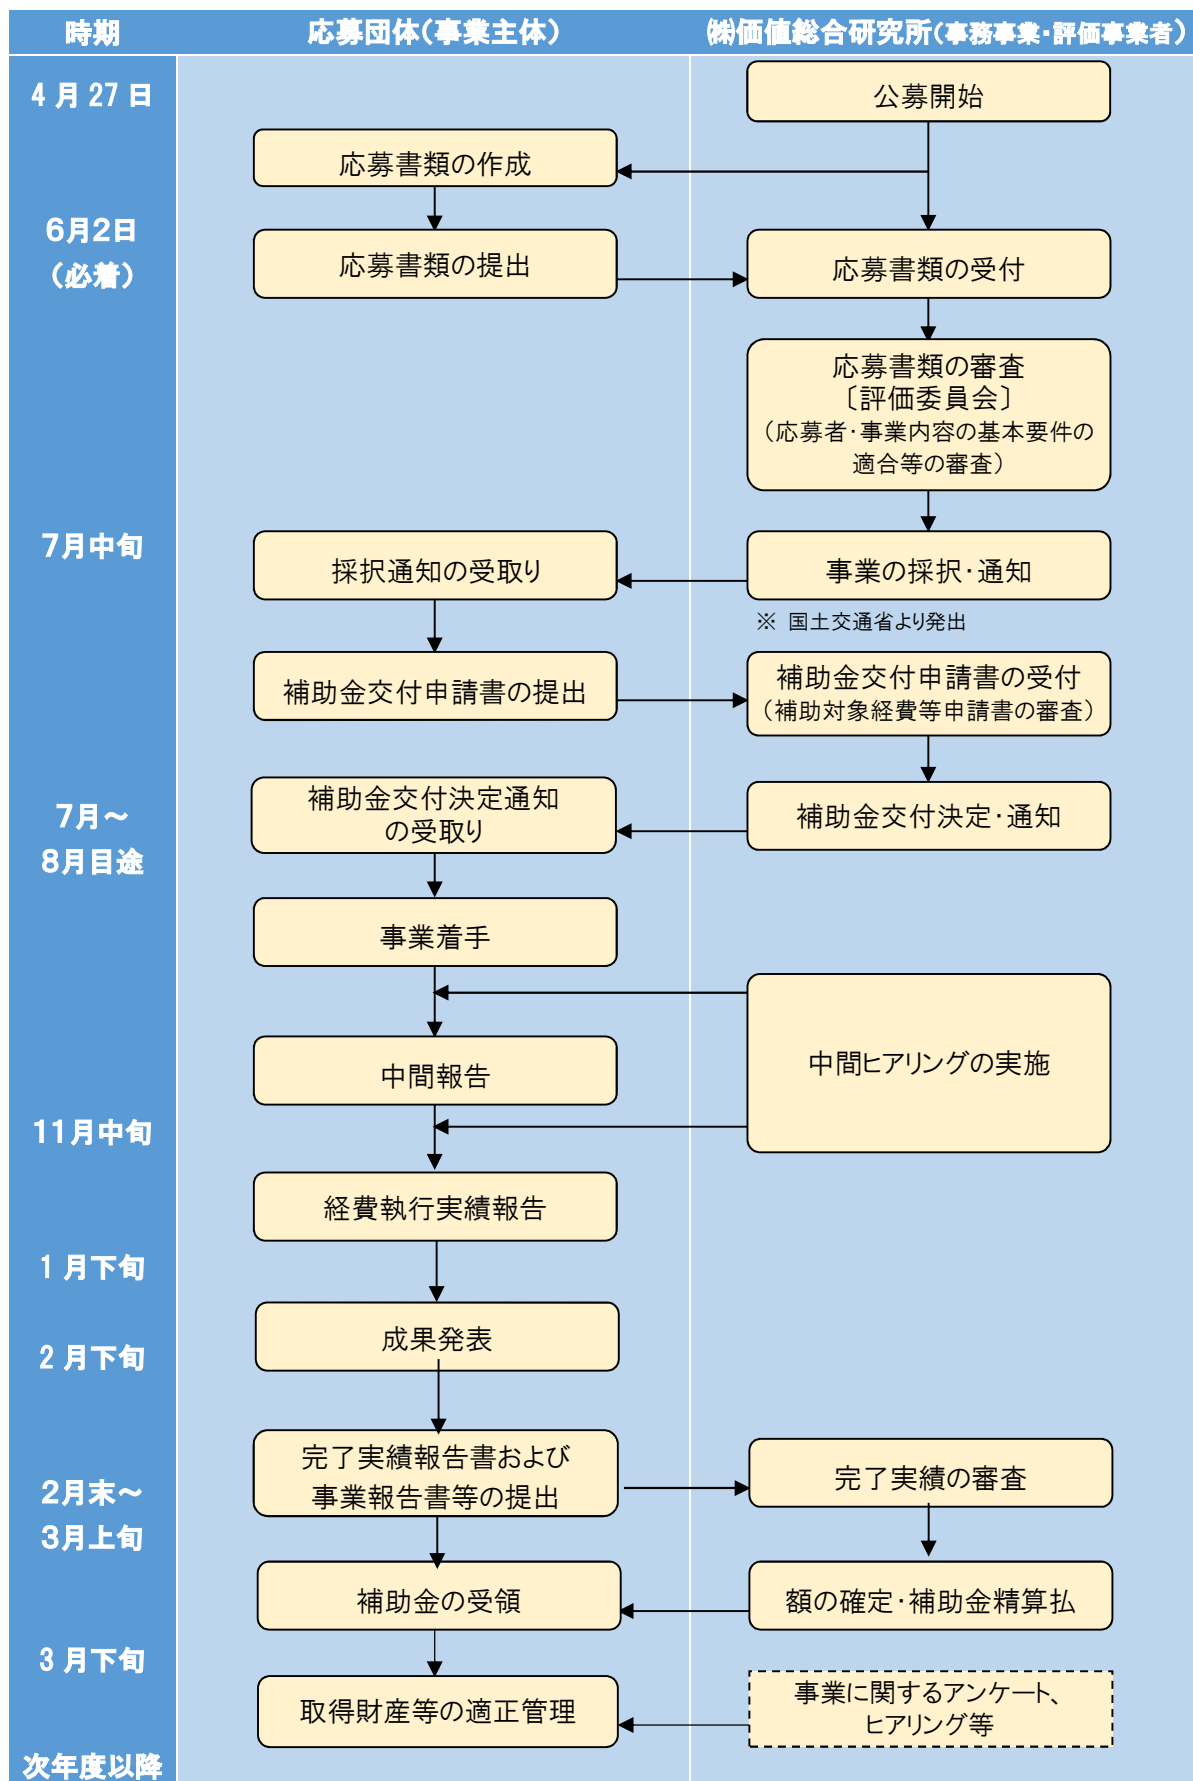 時期
応募団体(事業主体)
㈱価値総合研究所(事務事業・評価事業者)
4月27日
公募開始
応募書類の作成
6月2日
(必着)
応募書類の提出
応募書類の受付
応募書類の審査
〔評価委員会〕
(応募者・事業内容の基本要件の
適合等の審査)
7月中旬
採択通知の受取り
事業の採択・通知
※ 国土交通省より発出
補助金交付申請書の提出
補助金交付申請書の受付
(補助対象経費等申請書の審査)
7月~
8月目途
補助金交付決定通知
の受取り
補助金交付決定・通知
事業着手
中間ヒアリングの実施
中間報告
11月中旬
経費執行実績報告
1月下旬
成果発表
2月下旬
完了実績報告書および
事業報告書等の提出
完了実績の審査
2月末~
3月上旬
補助金の受領
額の確定・補助金精算払
3月下旬
取得財産等の適正管理
事業に関するアンケート、
ヒアリング等
次年度以降